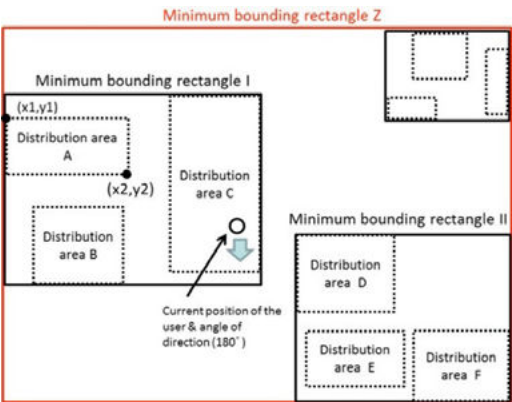 Minimum bounding rectangle Z
Minimum bounding rectangle I
(x1,y1)
Distribution area
A
(x2,y2)
Distribution
area C
Distribution
area B
Minimum bounding rectangle II
Distribution
area D
Current position of the
user & angle of
direction (180°)
Distribution
area E
Distribution
area F